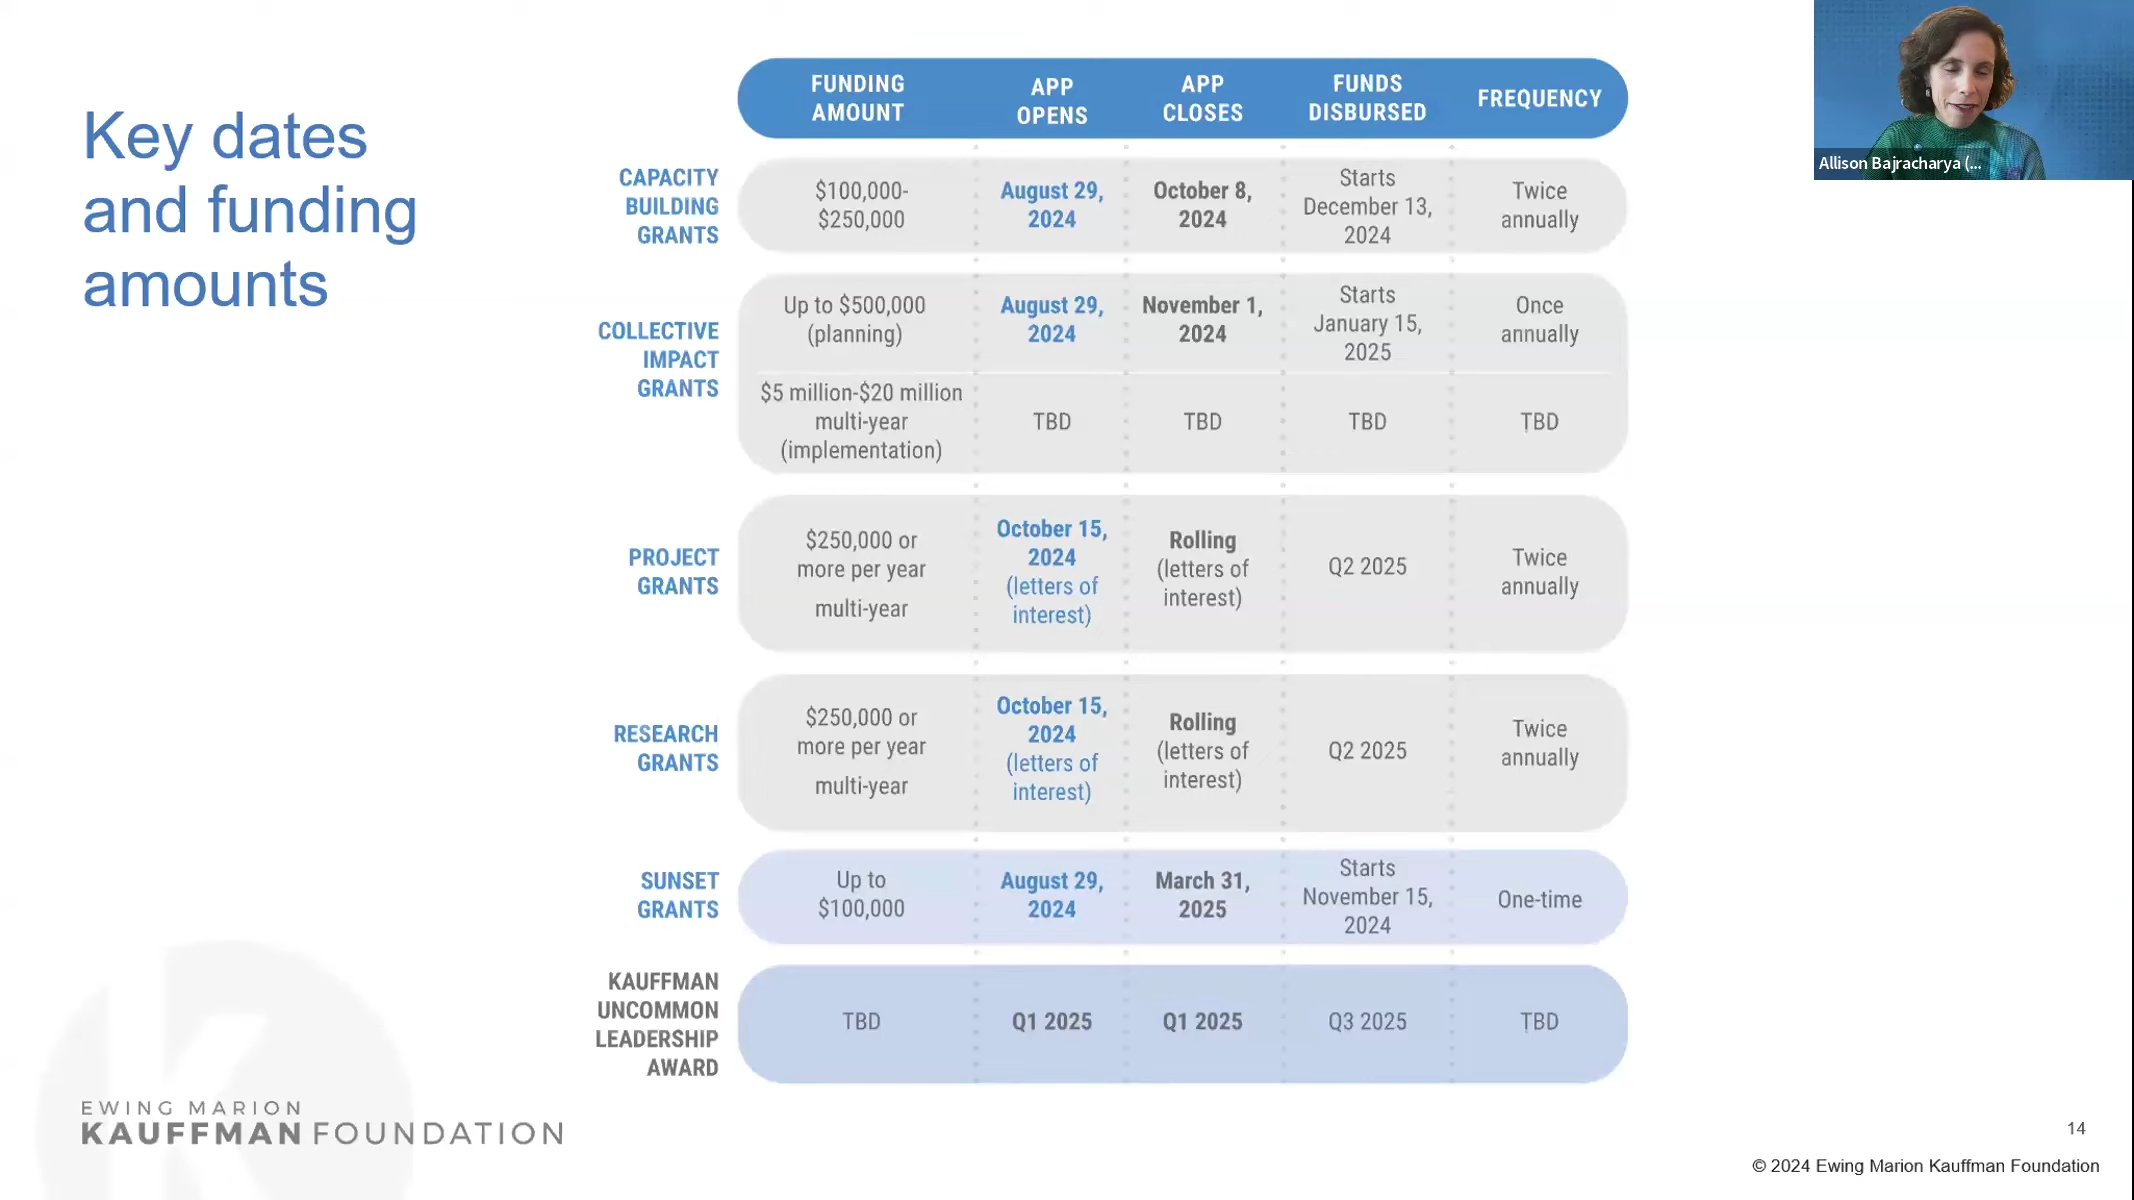 Key dates
and funding
amounts
FUNDING
AMOUNT
APP
OPENS
APP
CLOSES
FUNDS
DISBURSED
FREQUENCY
CAPACITY
BUILDING
GRANTS
$100,000-
$250,000
August 29,
2024
October 8,
2024
Starts
December 13,
2024
Twice
annually
COLLECTIVE
IMPACT
GRANTS
Up to $500,000
(planning)
August 29,
2024
November 1,
2024
Starts
January 15,
2025
Once
annually
$5 million-$20 million
multi-year
(implementation)
TBD
TBD
TBD
TBD
PROJECT
GRANTS
$250,000 or
more per year
multi-year
October 15,
2024
(letters of
interest)
Rolling
(letters of
interest)
Q2 2025
Twice
annually
RESEARCH
GRANTS
$250,000 or
more per year
multi-year
October 15,
2024
(letters of
interest)
Rolling
(letters of
interest)
Q2 2025
Twice
annually
SUNSET
GRANTS
Up to
$100,000
August 29,
2024
March 31,
2025
Starts
November 15,
2024
One-time
KAUFFMAN
UNCOMMON
LEADERSHIP
AWARD
TBD
Q1 2025
Q1 2025
Q3 2025
TBD
Allison Bajracharya (...
EWING MARION
KAUFFMAN FOUNDATION
14
© 2024 Ewing Marion Kauffman Foundation